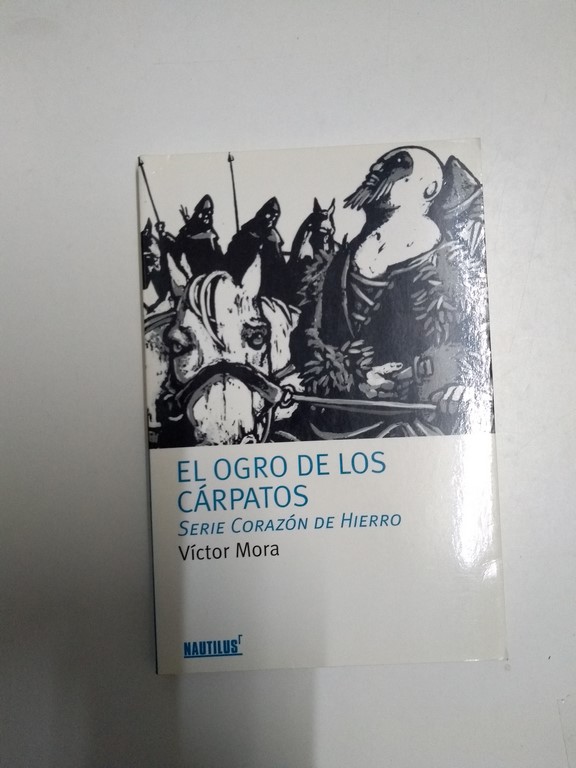 EL OGRO DE LOS
CÁRPATOS
SERIE CORAZÓN DE HIERRO
Víctor Mora
NAUTILUS